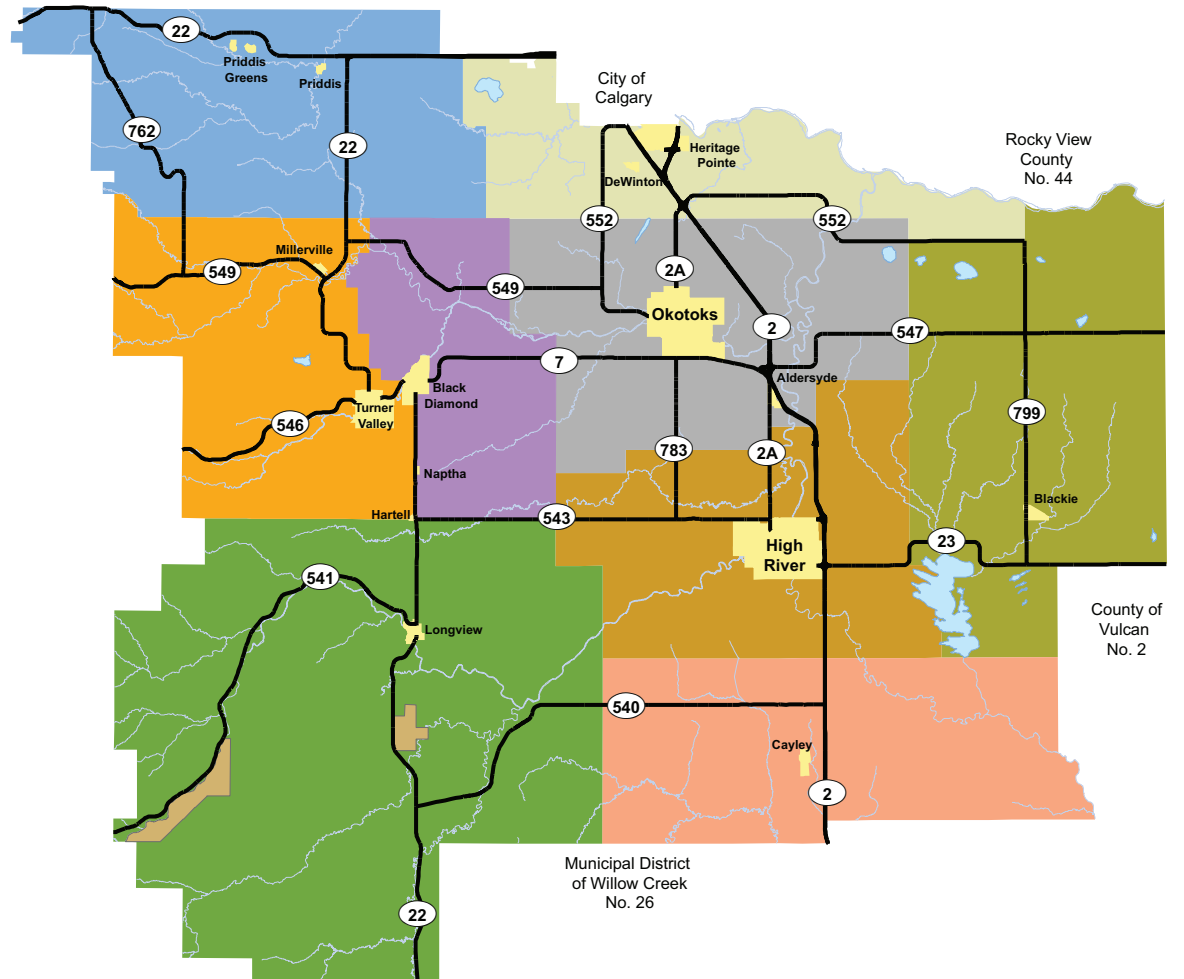 22
Priddis
Greens
Priddis
City of
Calgary
762
22
Heritage
Pointe
DeWinton
Rocky View
County
No. 44
552
552
Millerville
549
2A
549
Okotoks
2
547
7
Aldersyde
Black
Diamond
Turner
Valley
546
799
783
2A
Naptha
Blackie
Hartell
543
High
River
23
541
Longview
County of
Vulcan
No. 2
540
Cayley
2
Municipal District
of Willow Creek
No. 26
22